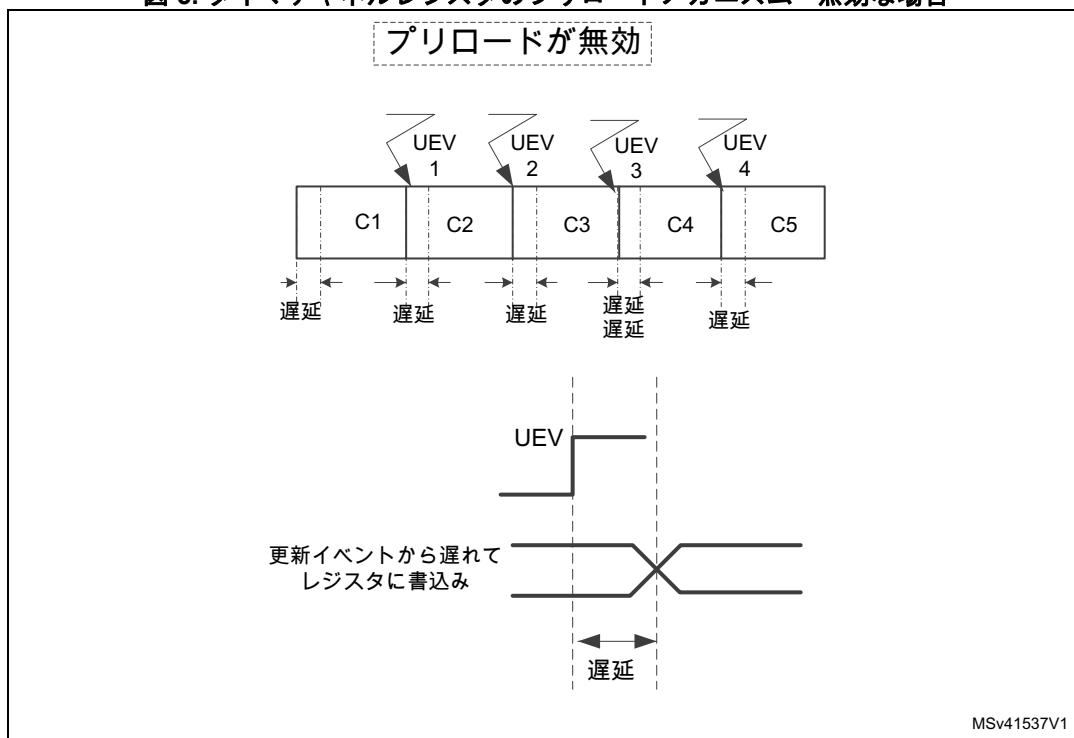 プリロードが無効
UEV
1
UEV
2
UEV
3
UEV
4
C1
C2
C3
C4
C5
遅延
遅延
遅延
遅延
遅延
遅延
UEV
更新イベントから遅れて
レジスタに書込み
遅延
MSv41537V1